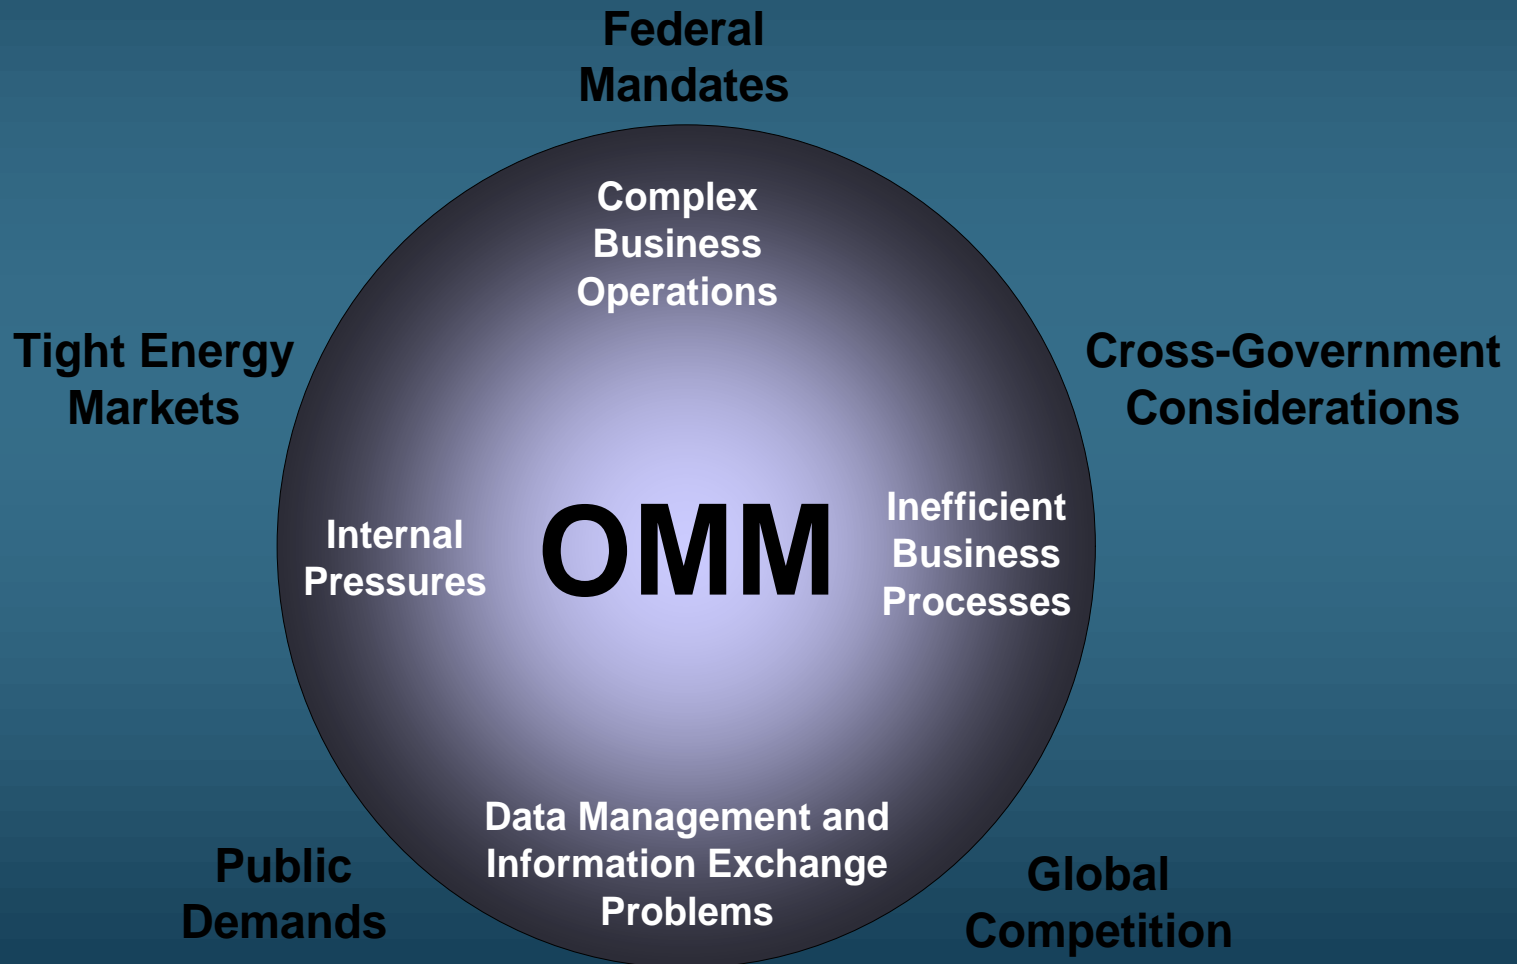 Federal
Mandates
Complex
Business
Operations
Tight Energy
Markets
Cross-Government
Considerations
Internal
Pressures
OMM
Inefficient
Business
Processes
Data Management and
Information Exchange
Problems
Public
Demands
Global
Competition